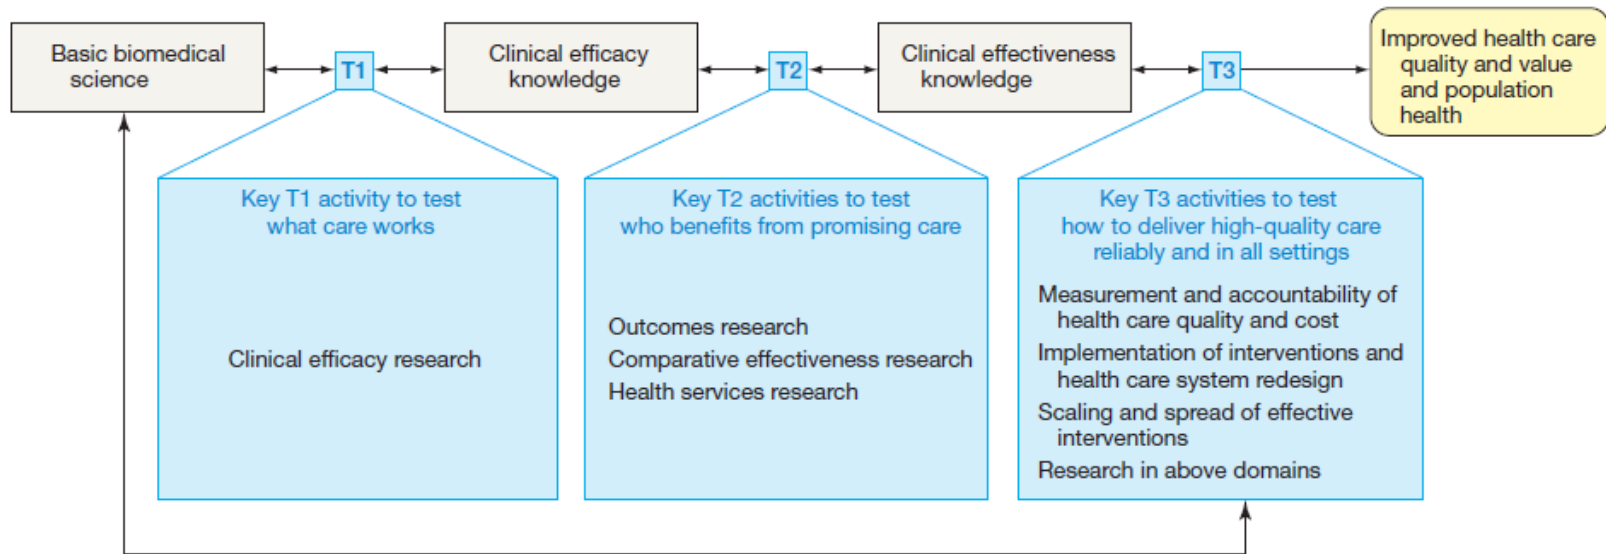 Basic biomedical
science
T1
Clinical efficacy
knowledge
T2
Clinical effectiveness
knowledge
T3
Improved health care
quality and value
and population
health
Key T1 activity to test
what care works
Clinical efficacy research
Key T2 activities to test
who benefits from promising care
Outcomes research
Comparative effectiveness research
Health services research
Key T3 activities to test
how to deliver high-quality care
reliably and in all settings
Measurement and accountability of
health care quality and cost
Implementation of interventions and
health care system redesign
Scaling and spread of effective
interventions
Research in above domains